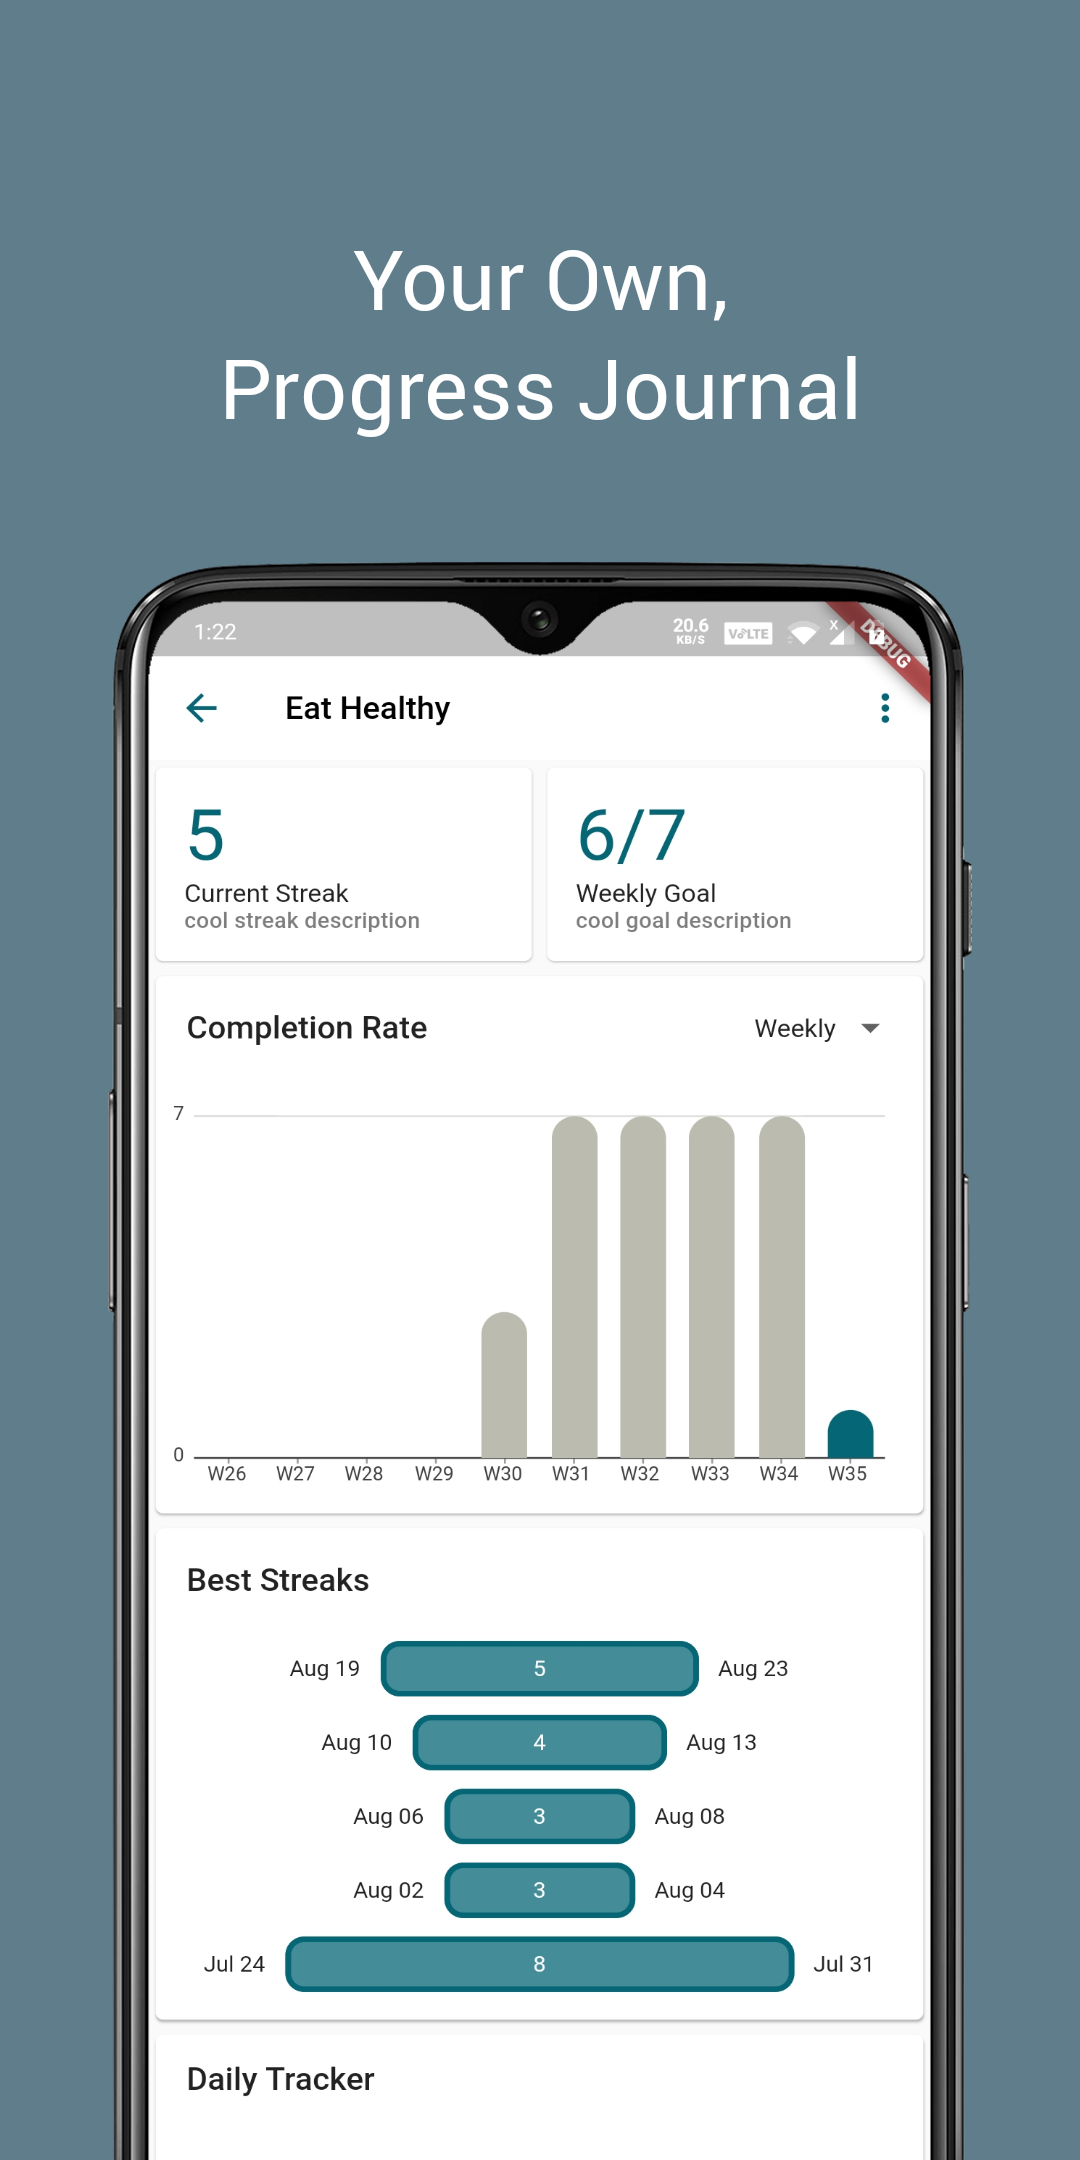 Your Own,
Progress Journal
1:22
20.6
KB/S
VoLTE
X
DEBUG
Eat Healthy
5
Current Streak
cool streak description
6/7
Weekly Goal
cool goal description
Completion Rate
Weekly
7
0
W26 W27 W28 W29 W30 W31 W32 W33 W34 W35
Best Streaks
Aug 19 5 Aug 23
Aug 10 4 Aug 13
Aug 06 3 Aug 08
Aug 02 3 Aug 04
Jul 24 8 Jul 31
Daily Tracker